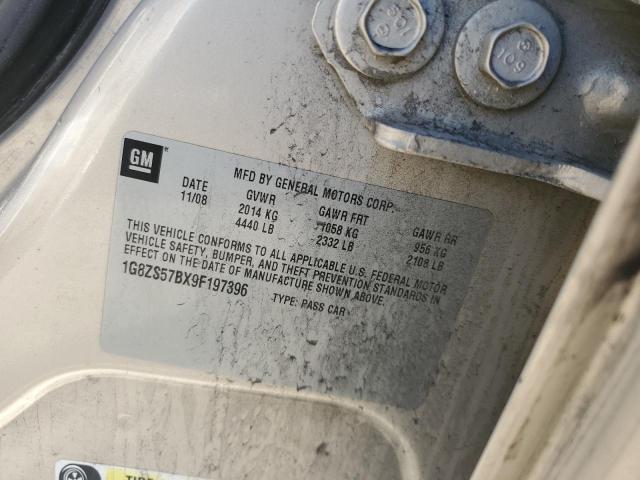 GM
MFD BY GENERAL MOTORS CORP
DATE GVWR GAWR FRT GAWR RR
11/08 2014 KG 1058 KG 956 KG
4440 LB 2332 LB 2108 LB
THIS VEHICLE CONFORMS TO ALL APPLICABLE U.S. FEDERAL MOTOR
VEHICLE SAFETY, BUMPER, AND THEFT PREVENTION STANDARDS IN
EFFECT ON THE DATE OF MANUFACTURE SHOWN ABOVE.
1G8ZS57BX9F197396 TYPE: PASS CAR
109